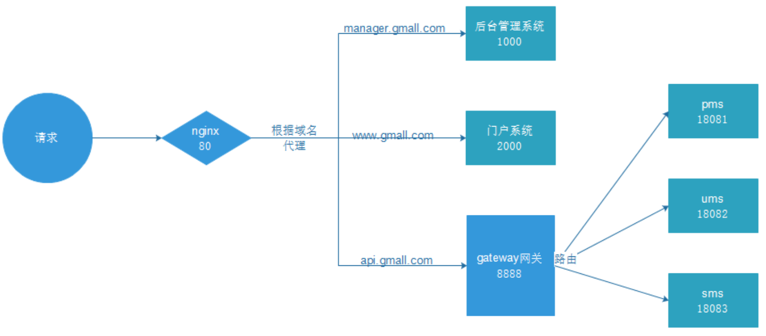 请求
nginx
80
根据域名
代理
manager.gmall.com
后台管理系统
1000
www.gmall.com
门户系统
2000
api.gmall.com
gateway网关
8888
路由
pms
18081
ums
18082
sms
18083